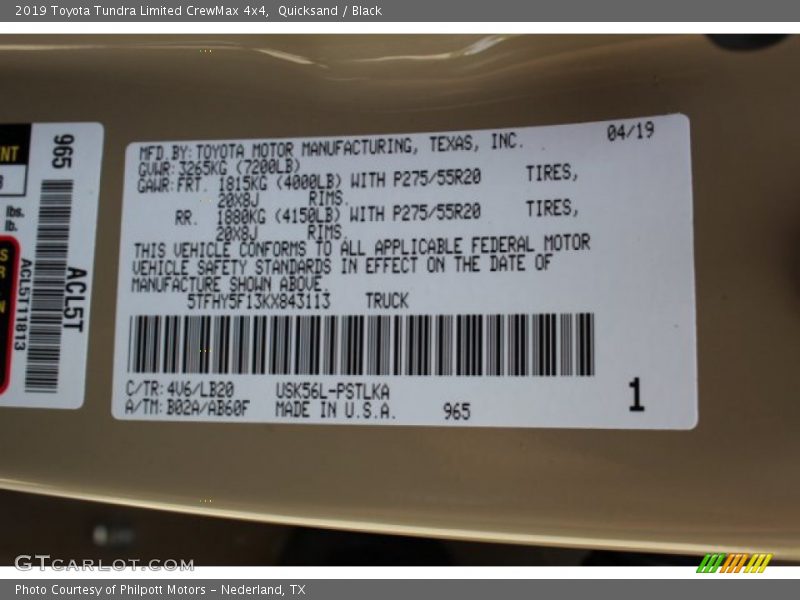 2019 Toyota Tundra Limited CrewMax 4x4,  Quicksand / Black
NT
965
lbs.
lb.
ACL5T
ACL5T11813
MFD.BY:TOYOTA MOTOR MANUFACTURING, TEXAS, INC. 04/19
GVWR:3265KG (7200LB)
GAWR:FRT. 1815KG (4000LB) WITH P275/55R20 TIRES,
20X8J RIMS.
RR. 1880KG (4150LB) WITH P275/55R20 TIRES,
20X8J RIMS.
THIS VEHICLE CONFORMS TO ALL APPLICABLE FEDERAL MOTOR
VEHICLE SAFETY STANDARDS IN EFFECT ON THE DATE OF
MANUFACTURE SHOWN ABOVE.
5TFHY5F13KX843113 TRUCK
C/TR:4V6/LB20 USK56L-PSTLKA
A/TM:B02A/AB60F MADE IN U.S.A. 965
1
GTCARLOT.COM
Photo Courtesy of Philpott Motors - Nederland, TX